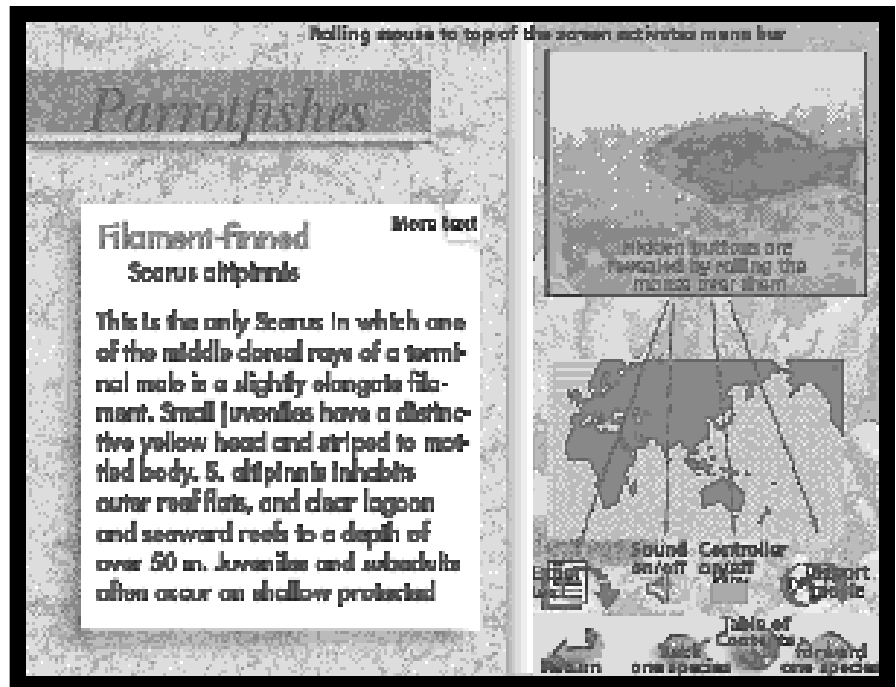 Rolling mouse to top of the screen activates menu bar
Parrotfishes
Filament-finned
More text
Scarus altipinnis
This is the only Scarus in which one
of the middle dorsal rays of a termi-
nal male is a slightly elongate fila-
ment. Small juveniles have a distinc-
tive yellow head and striped to mot-
tled body. S. altipinnis inhabits
outer reef flats, and clear lagoon
and seaward reefs to a depth of
over 50 m. Juveniles and subadults
often occur on shallow protected
Hidden buttons are
revealed by rolling the
mouse over them
Sound
on/off
Controller
on/off
Export
Table of
Contents
Return
Back
one species
Forward
one species